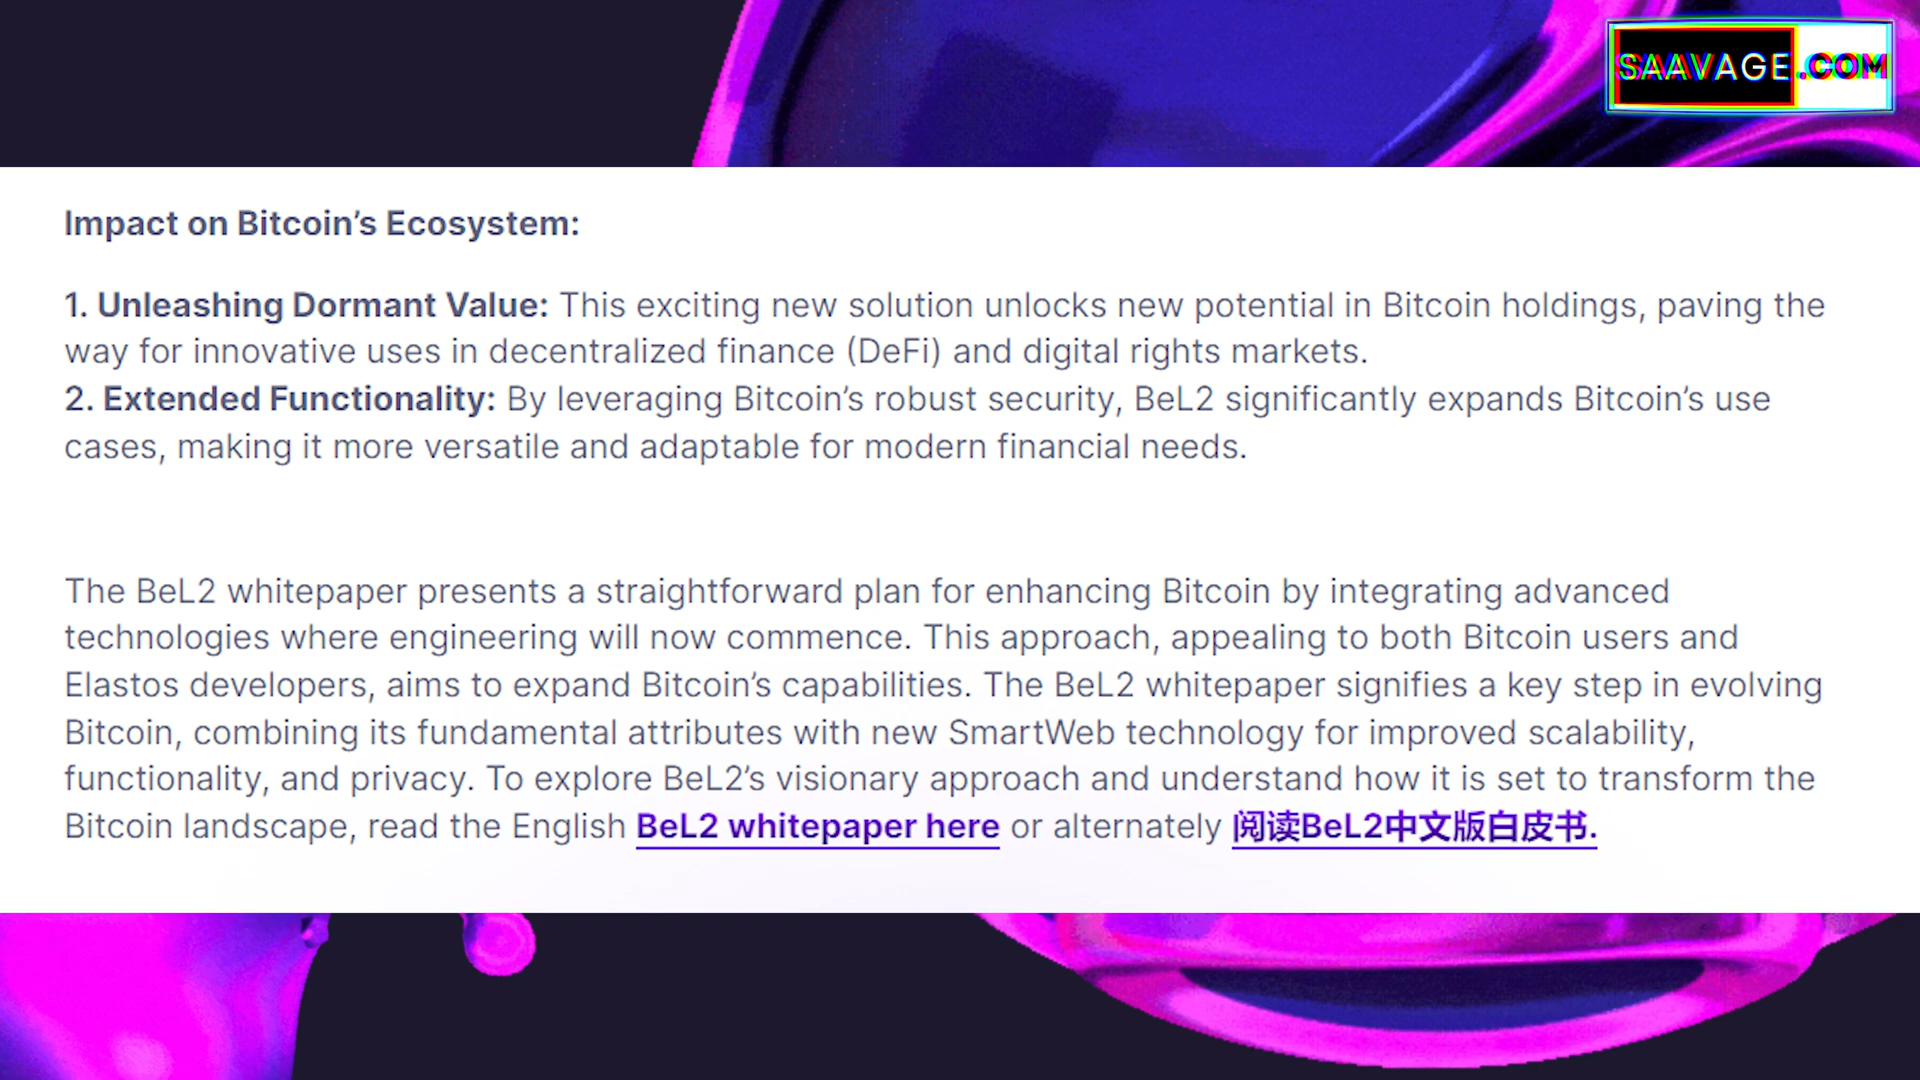 SAAVAGE.COM
Impact on Bitcoin’s Ecosystem:
1. Unleashing Dormant Value: This exciting new solution unlocks new potential in Bitcoin holdings, paving the
way for innovative uses in decentralized finance (DeFi) and digital rights markets.
2. Extended Functionality: By leveraging Bitcoin’s robust security, BeL2 significantly expands Bitcoin’s use
cases, making it more versatile and adaptable for modern financial needs.
The BeL2 whitepaper presents a straightforward plan for enhancing Bitcoin by integrating advanced
technologies where engineering will now commence. This approach, appealing to both Bitcoin users and
Elastos developers, aims to expand Bitcoin’s capabilities. The BeL2 whitepaper signifies a key step in evolving
Bitcoin, combining its fundamental attributes with new SmartWeb technology for improved scalability,
functionality, and privacy. To explore BeL2’s visionary approach and understand how it is set to transform the
Bitcoin landscape, read the English BeL2 whitepaper here or alternately 阅读BeL2中文版白皮书.